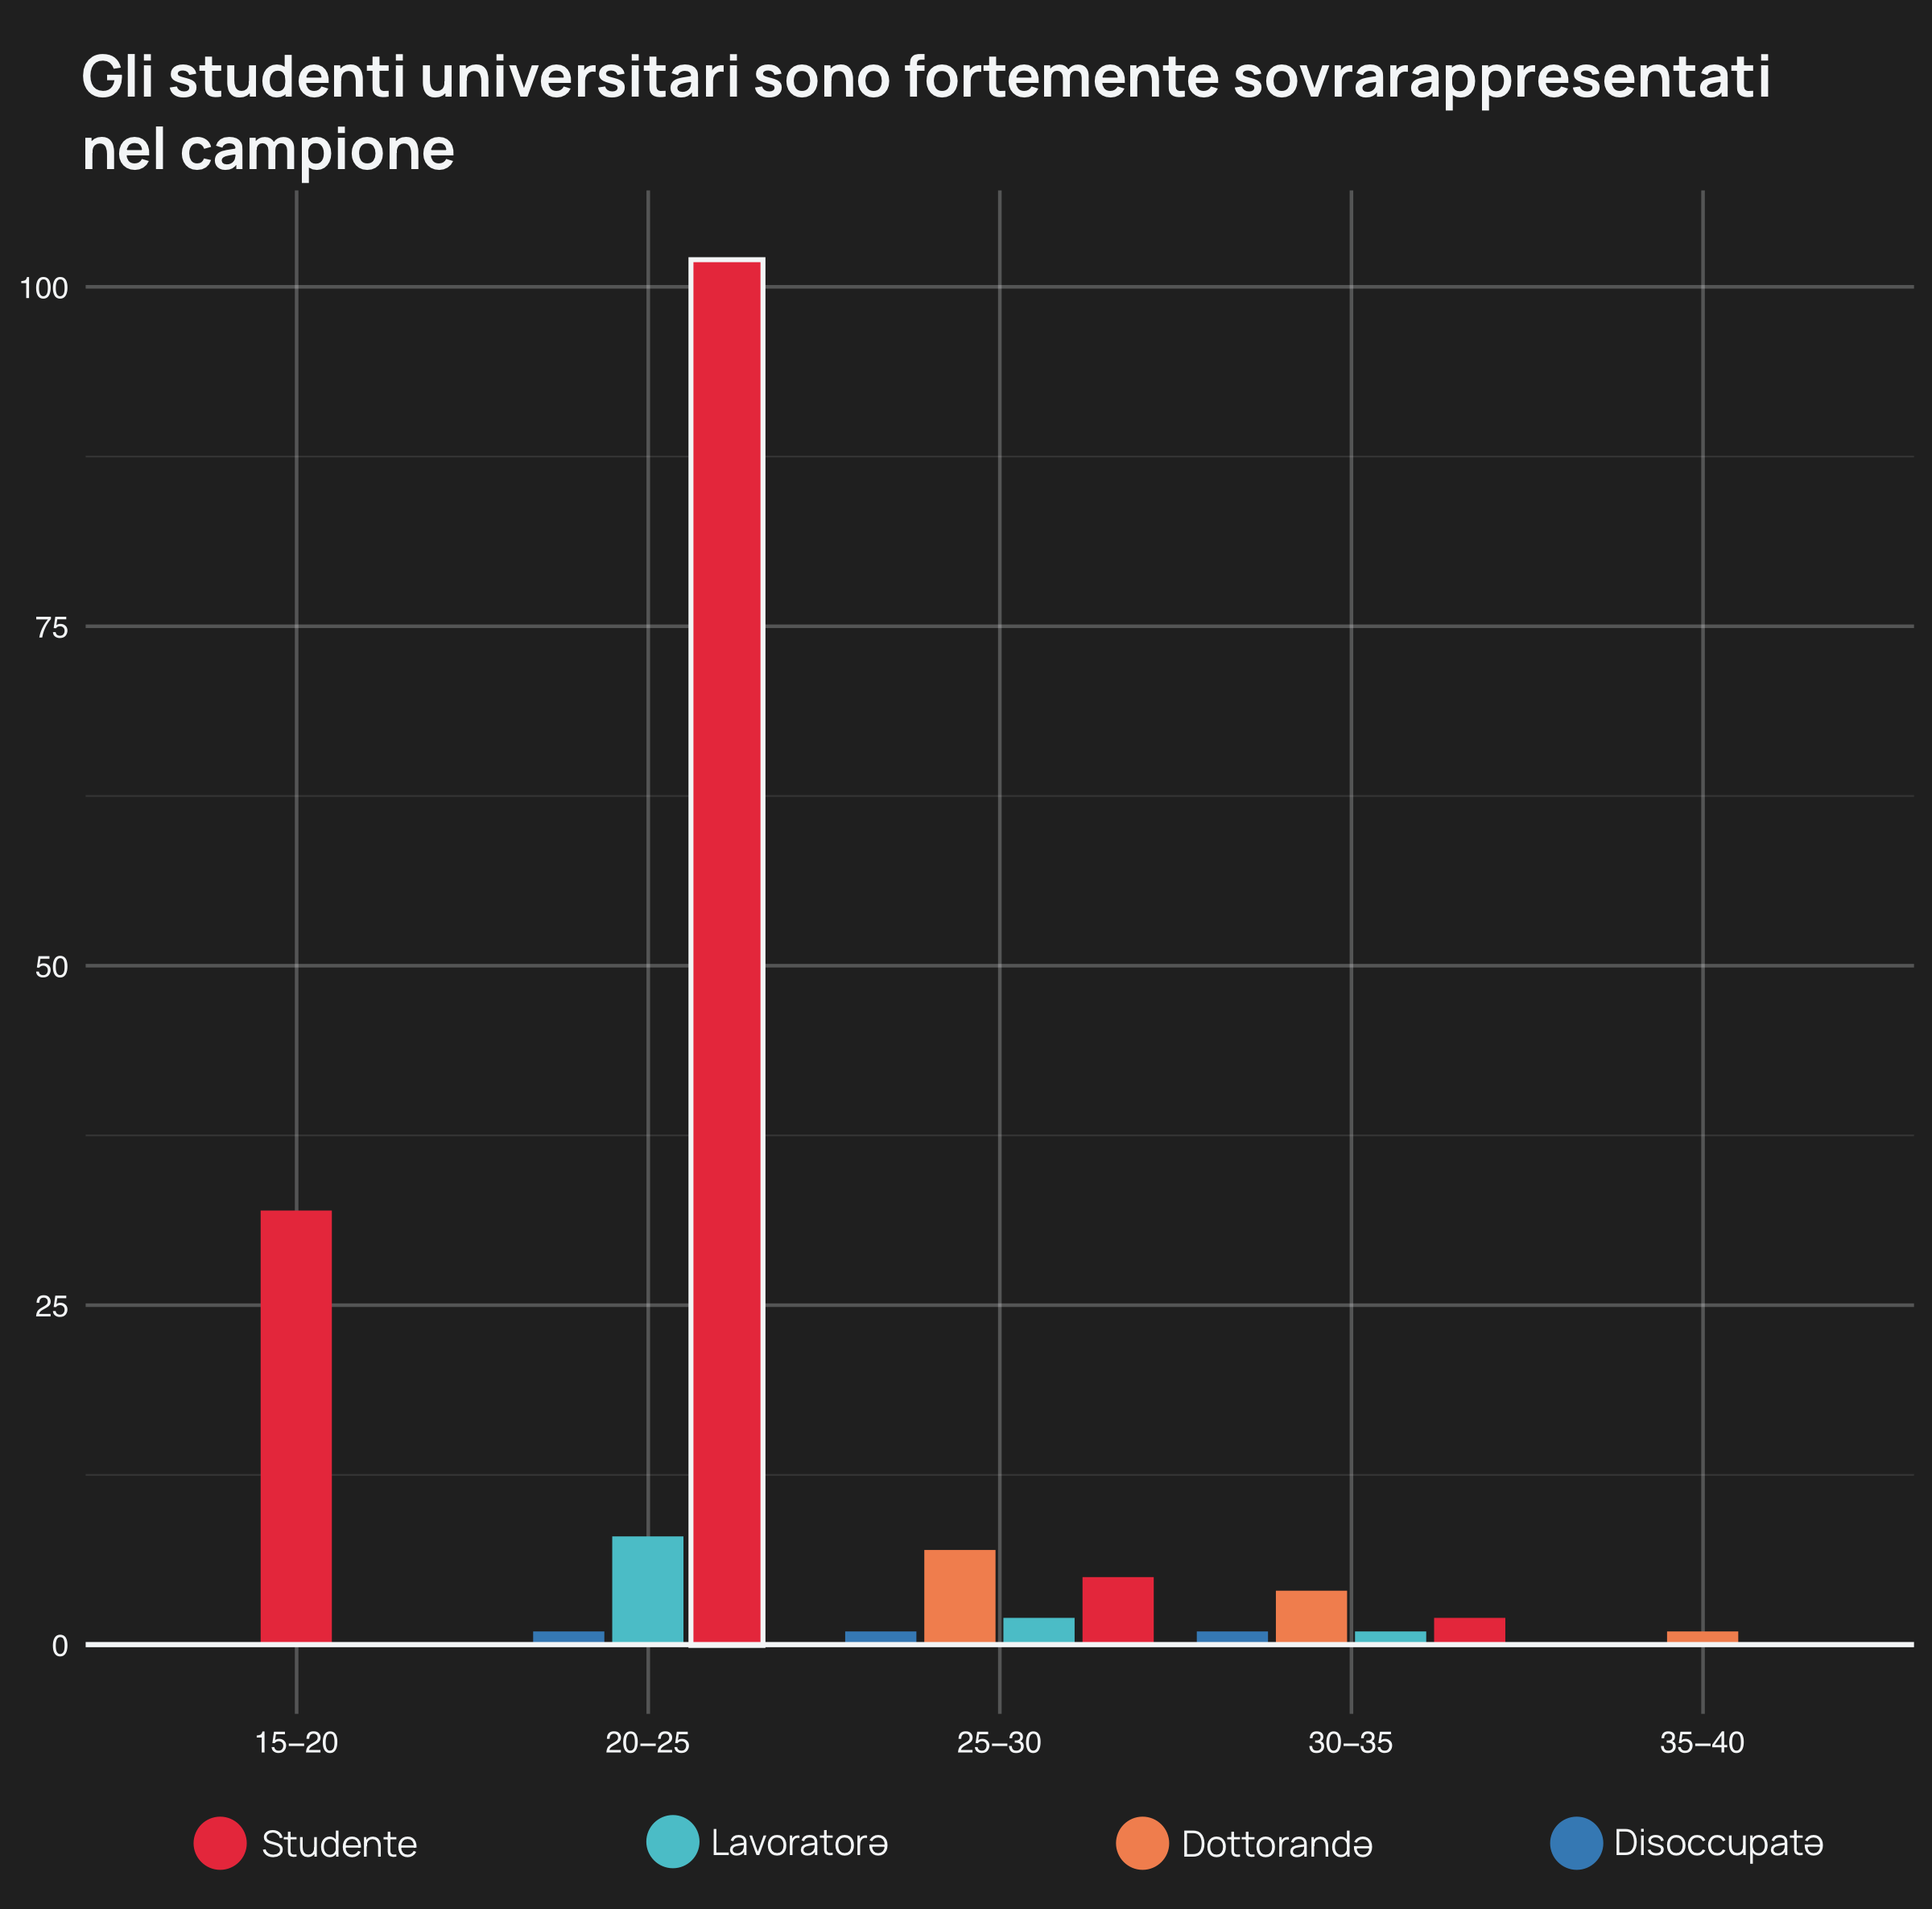 Gli studenti universitari sono fortemente sovrarappresentati
nel campione
100
75
50
25
0
15–20
20–25
25–30
30–35
35–40
Studente
Lavoratorə
Dottorandə
Disoccupatə